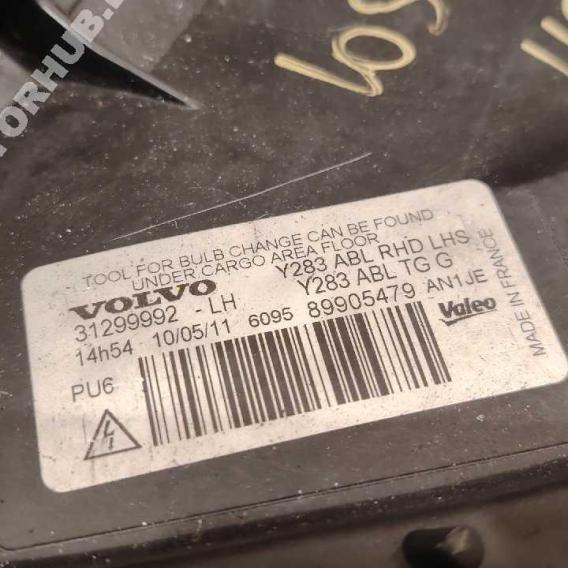 TORHUB.
TOOL FOR BULB CHANGE CAN BE FOUND
UNDER CARGO AREA FLOOR
VOLVO
Y283 ABL RHD LHS
31299992 - LH
Y283 ABL TG G
14h54 10/05/11 6095 89905479 AN1JE
PU6
Valeo
MADE IN FRANCE